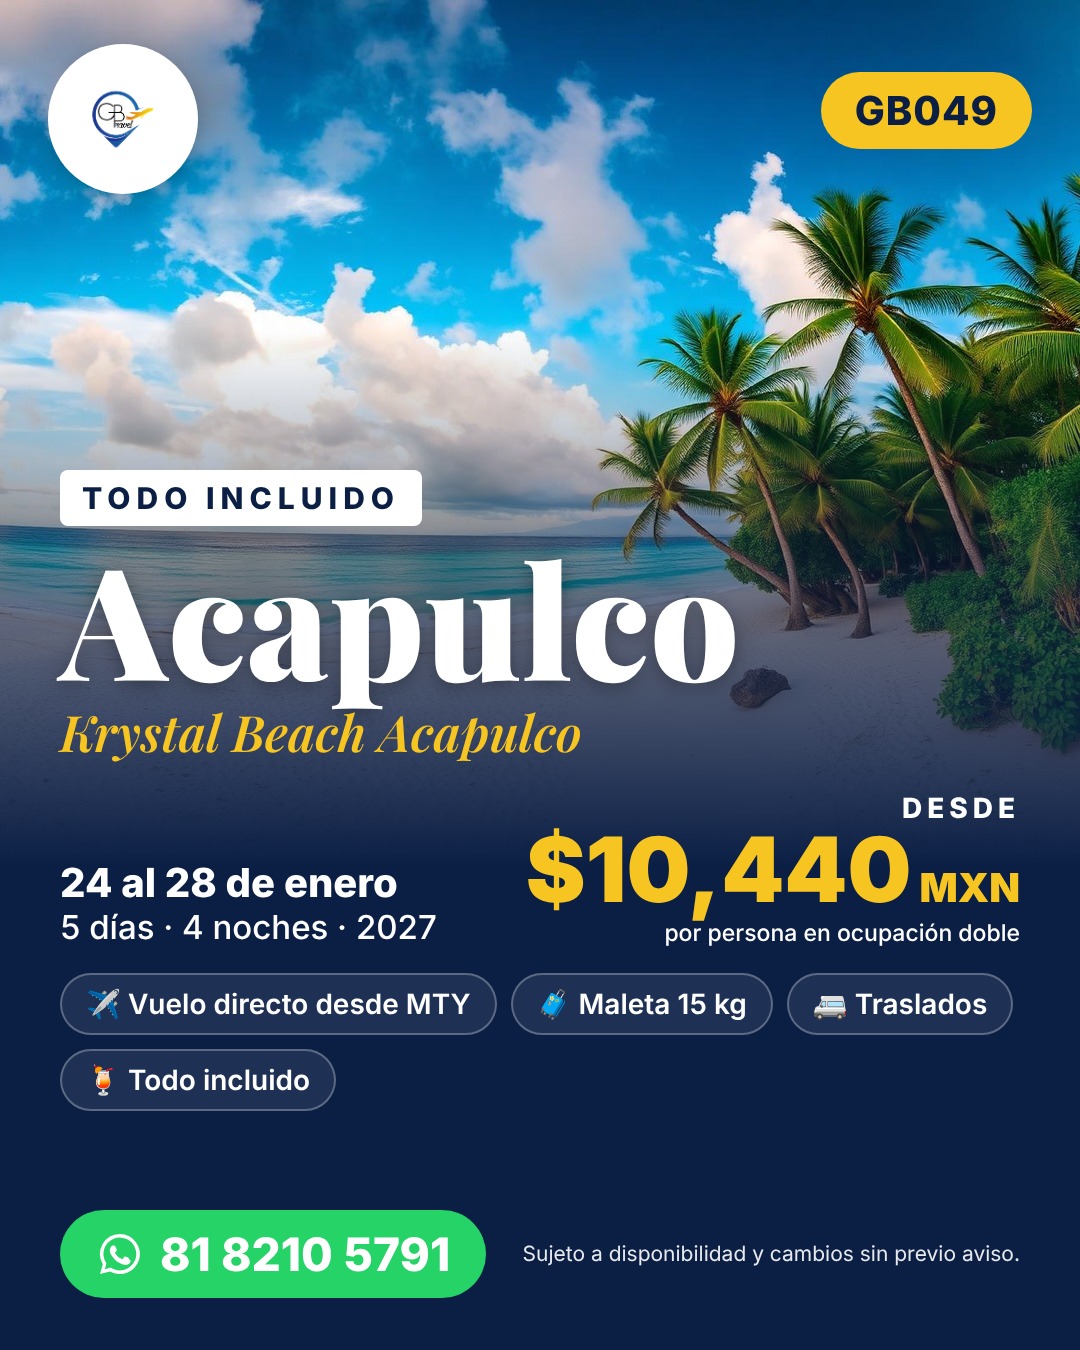 GB
Travel
GB049
TODO INCLUIDO
Acapulco
Krystal Beach Acapulco
DESDE
$10,440 MXN
por persona en ocupación doble
24 al 28 de enero
5 días · 4 noches · 2027
✈️ Vuelo directo desde MTY
🧳 Maleta 15 kg
🚐 Traslados
🍹 Todo incluido
81 8210 5791
Sujeto a disponibilidad y cambios sin previo aviso.